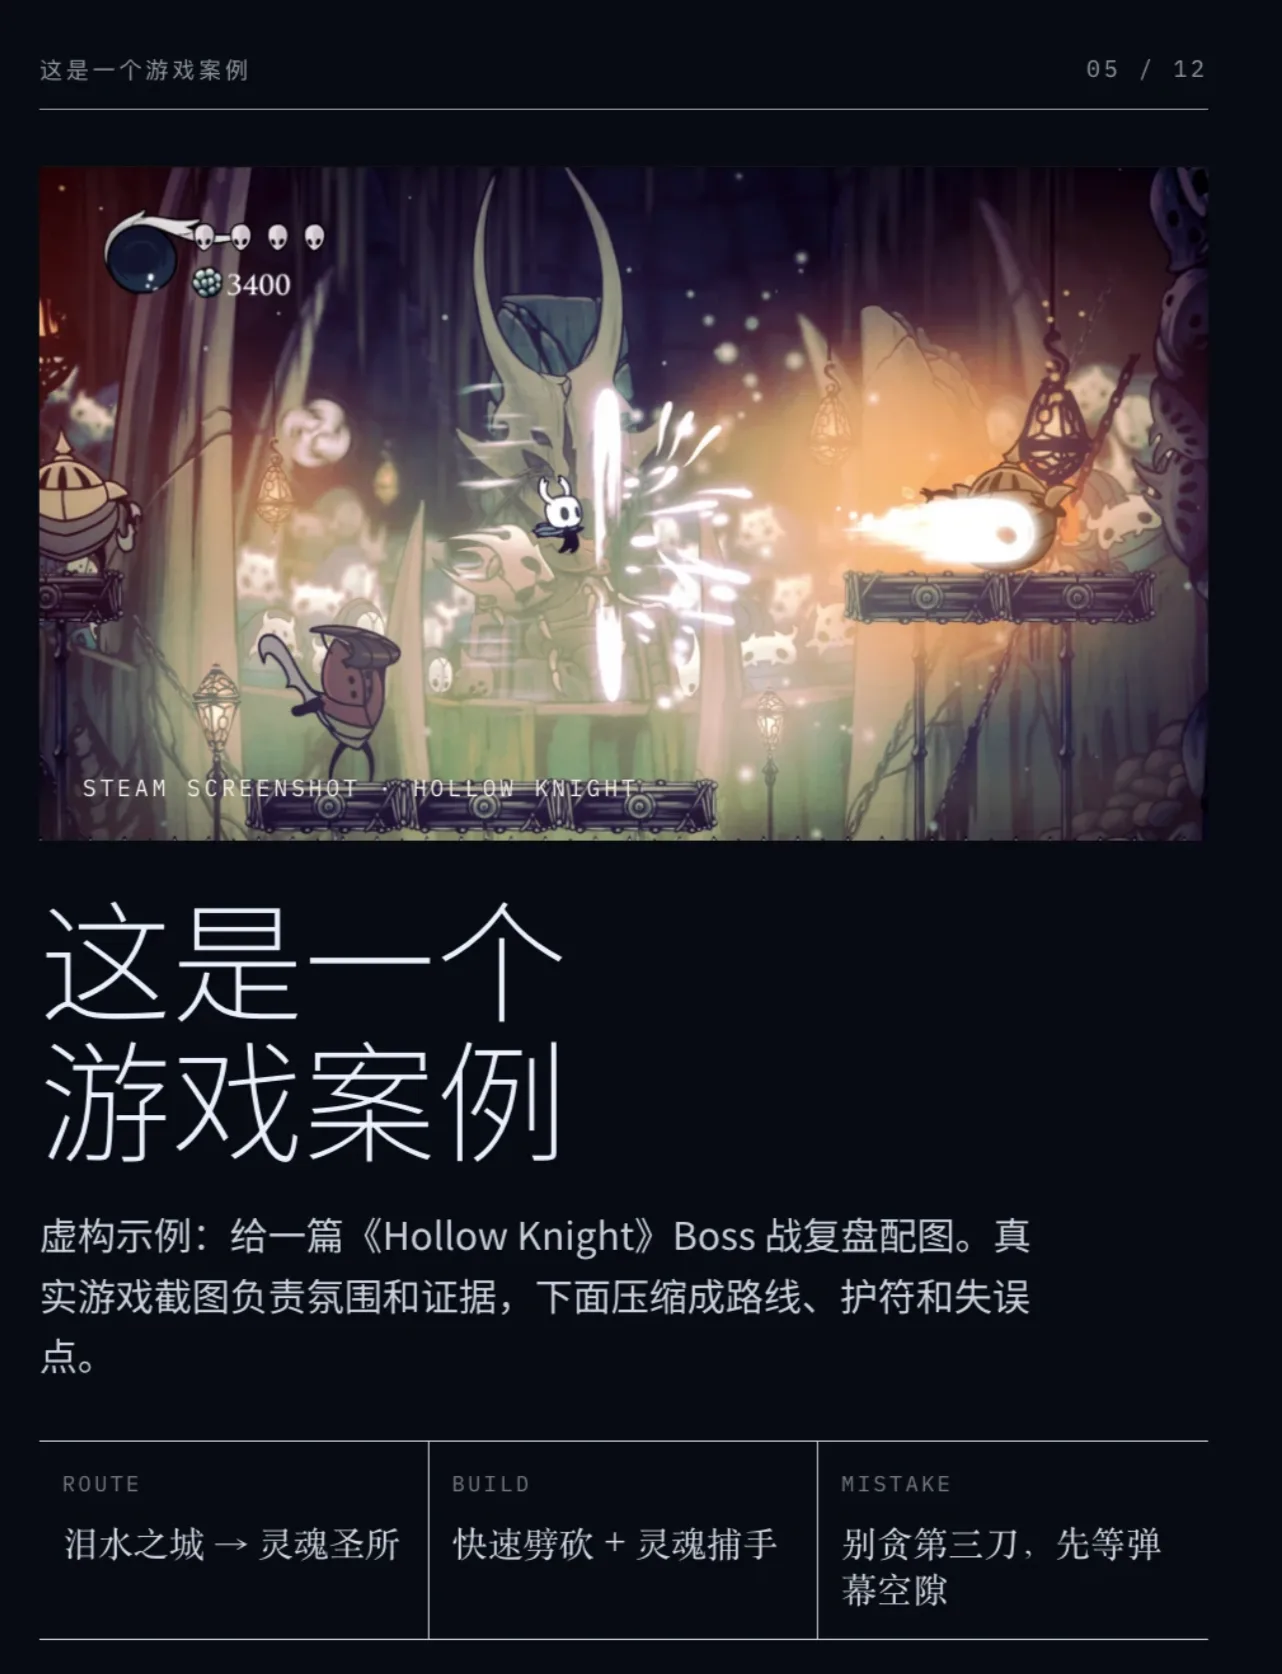 这是一个游戏案例
05 / 12
3400
STEAM SCREENSHOT · HOLLOW KNIGHT
这是一个
游戏案例
虚构示例：给一篇《Hollow Knight》Boss 战复盘配图。真
实游戏截图负责氛围和证据，下面压缩成路线、护符和失误
点。
ROUTE
泪水之城 → 灵魂圣所
BUILD
快速劈砍 + 灵魂捕手
MISTAKE
别贪第三刀，先等弹
幕空隙